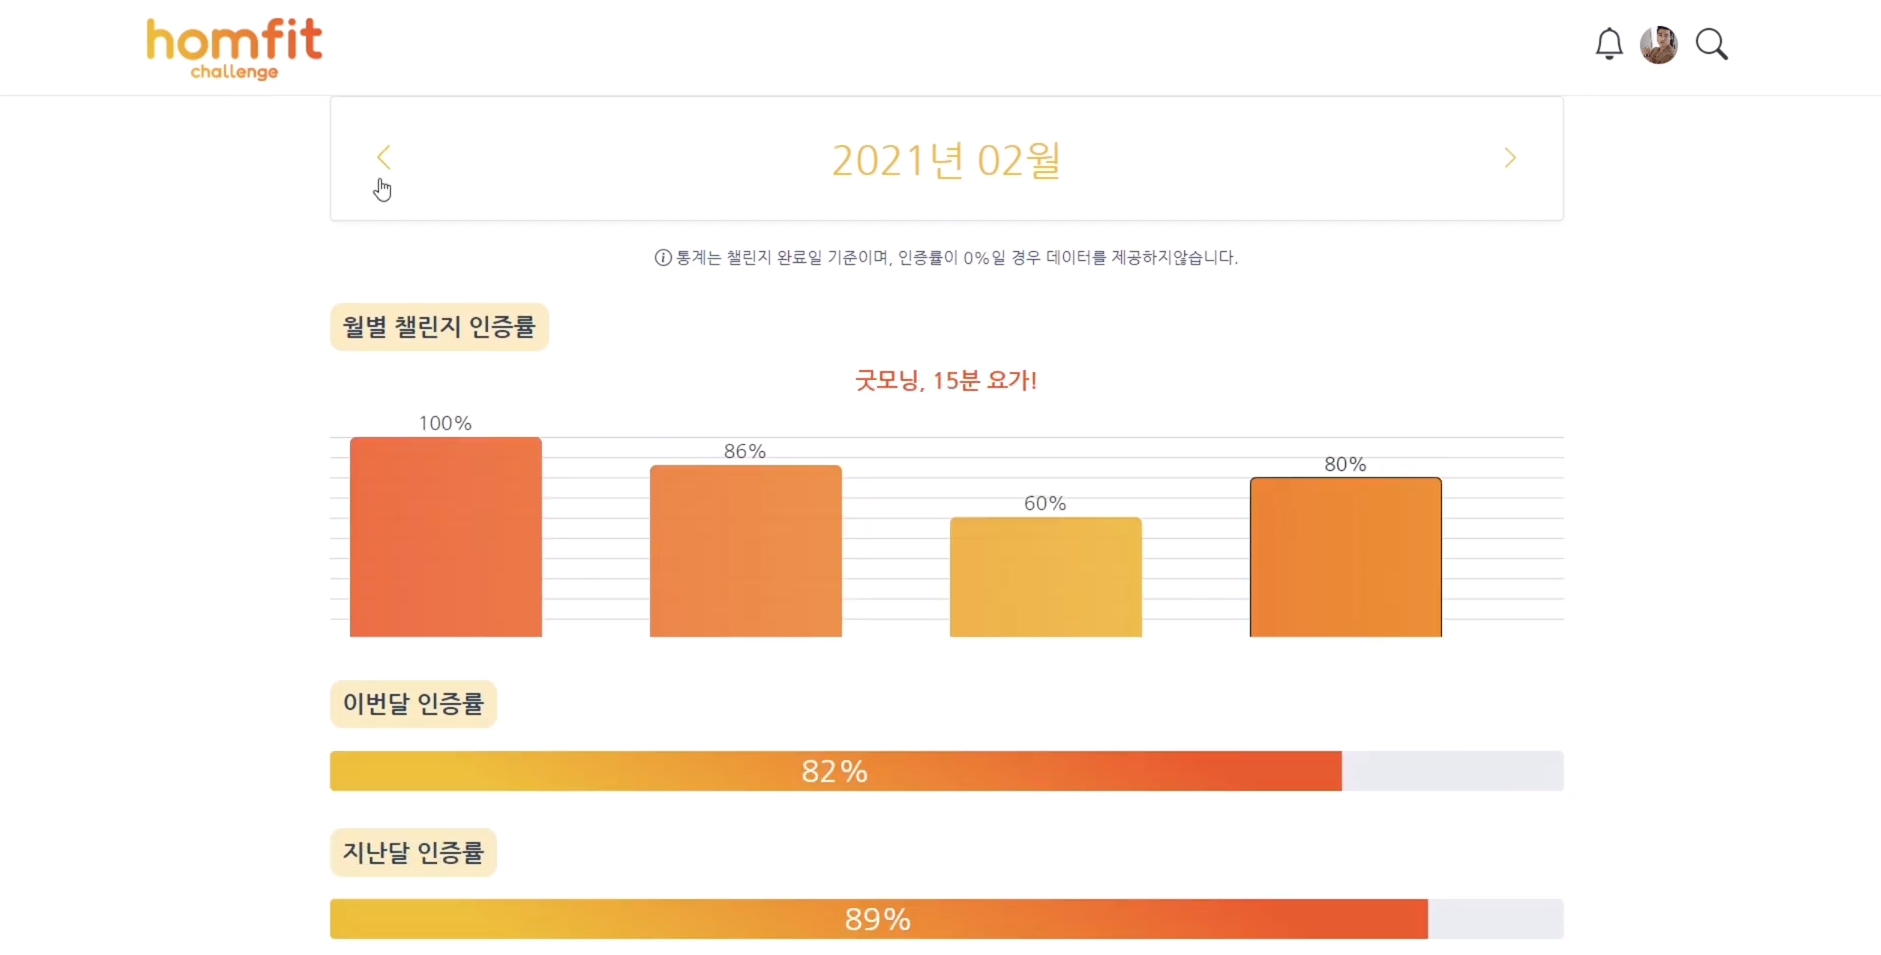 homfit
challenge
2021년 02월
통계는 챌린지 완료일 기준이며, 인증률이 0%일 경우 데이터를 제공하지않습니다.
월별 챌린지 인증률
굿모닝, 15분 요가!
100%
86%
60%
80%
이번달 인증률
82%
지난달 인증률
89%